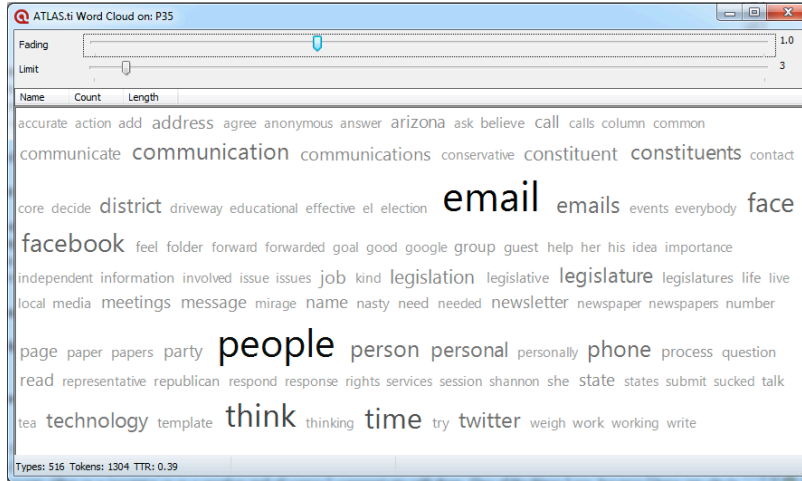 ATLAS.ti Word Cloud on: P35
Fading 1.0
Limit 3
Name Count Length
accurate action add address agree anonymous answer arizona ask believe call calls column common
communicate communication communications conservative constituent constituents contact
core decide district driveway educational effective el election email emails events everybody face
facebook feel folder forward forwarded goal good google group guest help her his idea importance
independent information involved issue issues job kind legislation legislative legislature legislatures life live
local media meetings message mirage name nasty need needed newsletter newspaper newspapers number
page paper papers party people person personal personally phone process question
read representative republican respond response rights services session shannon she state states submit sucked talk
tea technology template think thinking time try twitter weigh work working write
Types: 516 Tokens: 1304 TTR: 0.39